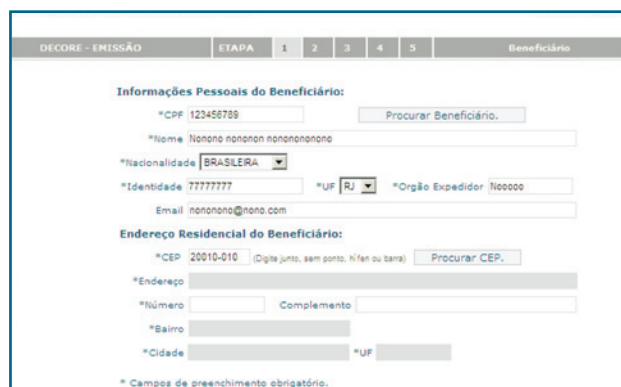 DECORE - EMISSÃO ETAPA 1 2 3 4 5 Beneficiário
Informações Pessoais do Beneficiário:
*CPF 123456789 Procurar Beneficiário.
*Nome Nonono nononon nonononononono
*Nacionalidade BRASILEIRA
*Identidade 77777777 *UF RJ *Orgão Expedidor Nooooo
Email nononono@nono.com
Endereço Residencial do Beneficiário:
*CEP 20010-010 (Digite junto, sem ponto, hífen ou barra) Procurar CEP.
*Endereço
*Número Complemento
*Bairro
*Cidade *UF
* Campos de preenchimento obrigatório.